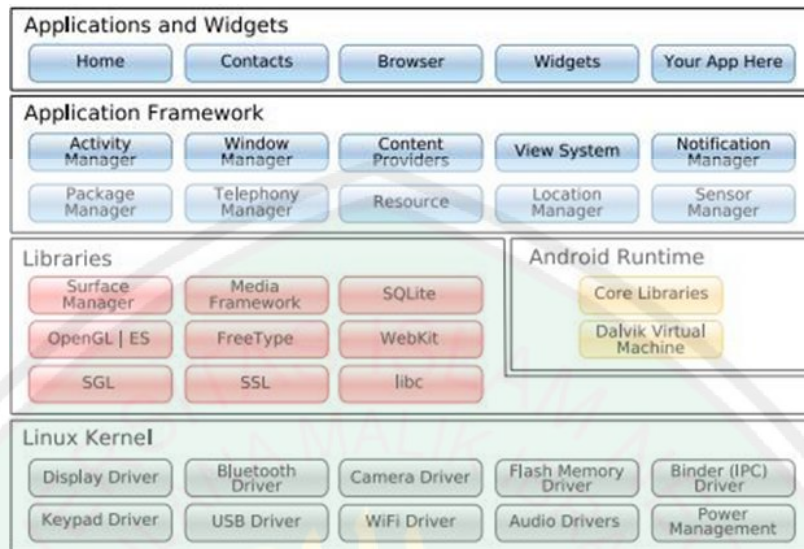 Applications and Widgets
Home Contacts Browser Widgets Your App Here
Application Framework
Activity Manager Window Manager Content Providers View System Notification Manager
Package Manager Telephony Manager Resource Location Manager Sensor Manager
Libraries
Surface Manager Media Framework SQLite
OpenGL | ES FreeType WebKit
SGL SSL libc
Android Runtime
Core Libraries
Dalvik Virtual Machine
Linux Kernel
Display Driver Bluetooth Driver Camera Driver Flash Memory Driver Binder (IPC) Driver
Keypad Driver USB Driver WiFi Driver Audio Drivers Power Management